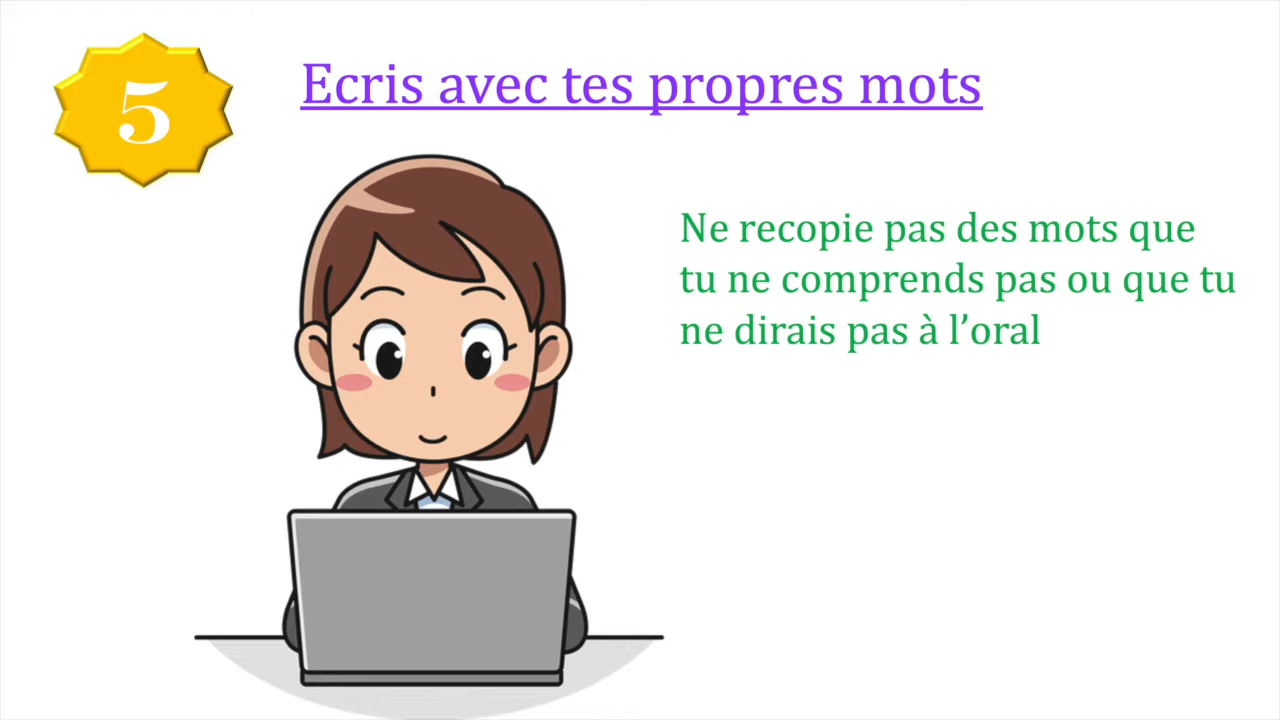 5
Ecris avec tes propres mots
Ne recopie pas des mots que
tu ne comprends pas ou que tu
ne dirais pas à l’oral